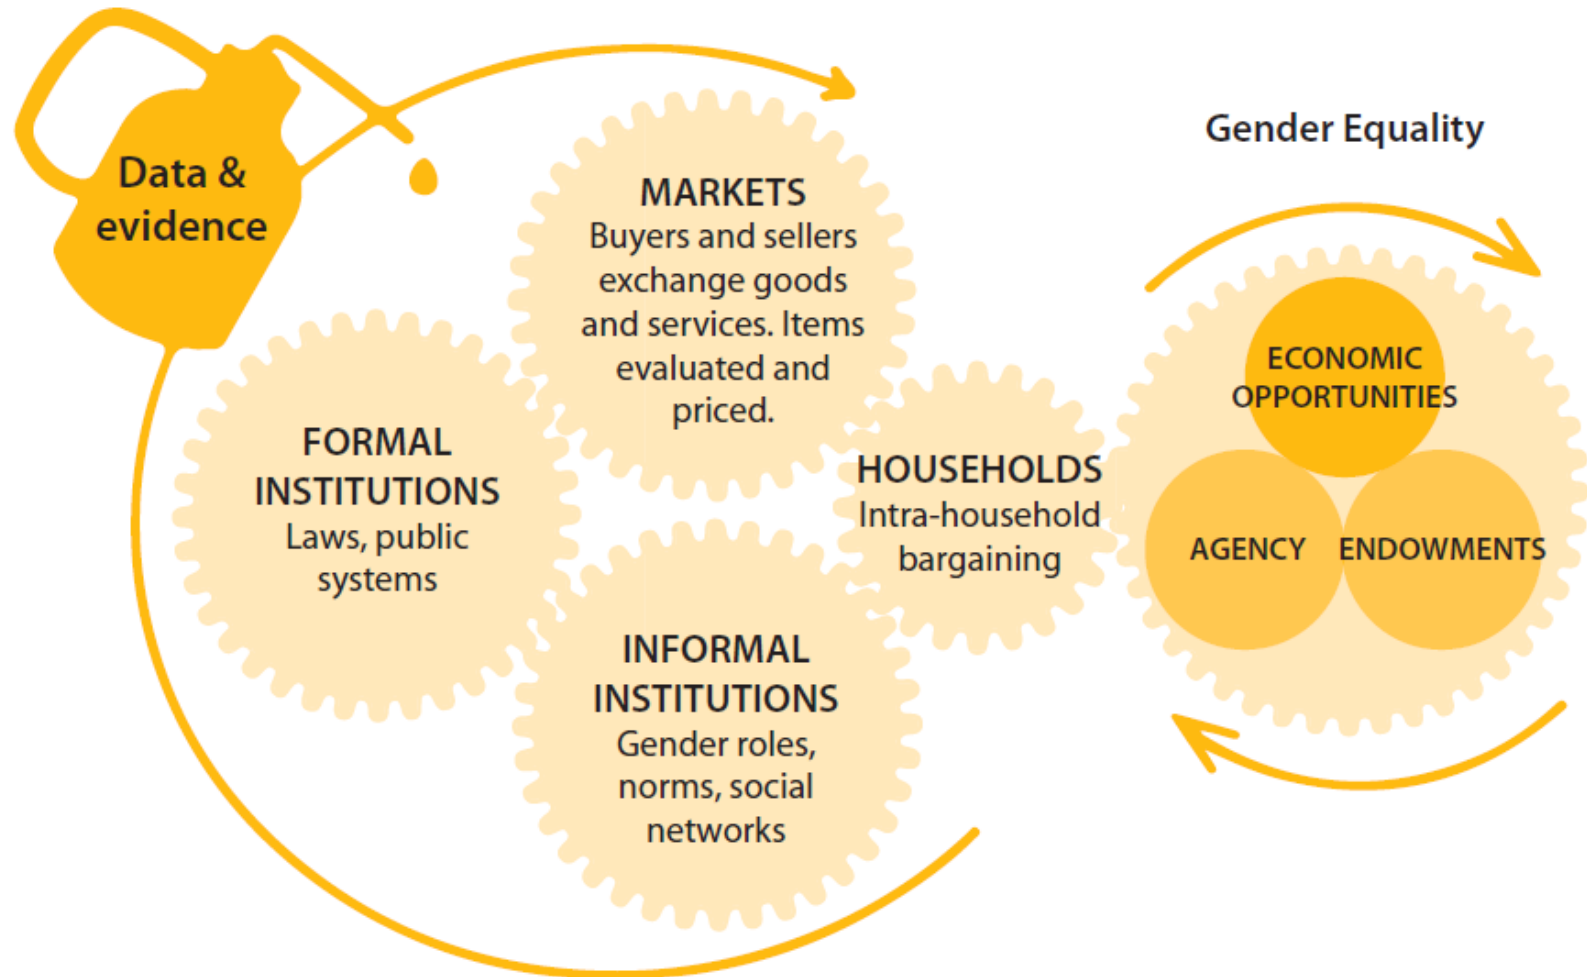 Data &
evidence
MARKETS
Buyers and sellers
exchange goods
and services. Items
evaluated and
priced.
FORMAL
INSTITUTIONS
Laws, public
systems
INFORMAL
INSTITUTIONS
Gender roles,
norms, social
networks
HOUSEHOLDS
Intra-household
bargaining
Gender Equality
ECONOMIC
OPPORTUNITIES
AGENCY
ENDOWMENTS